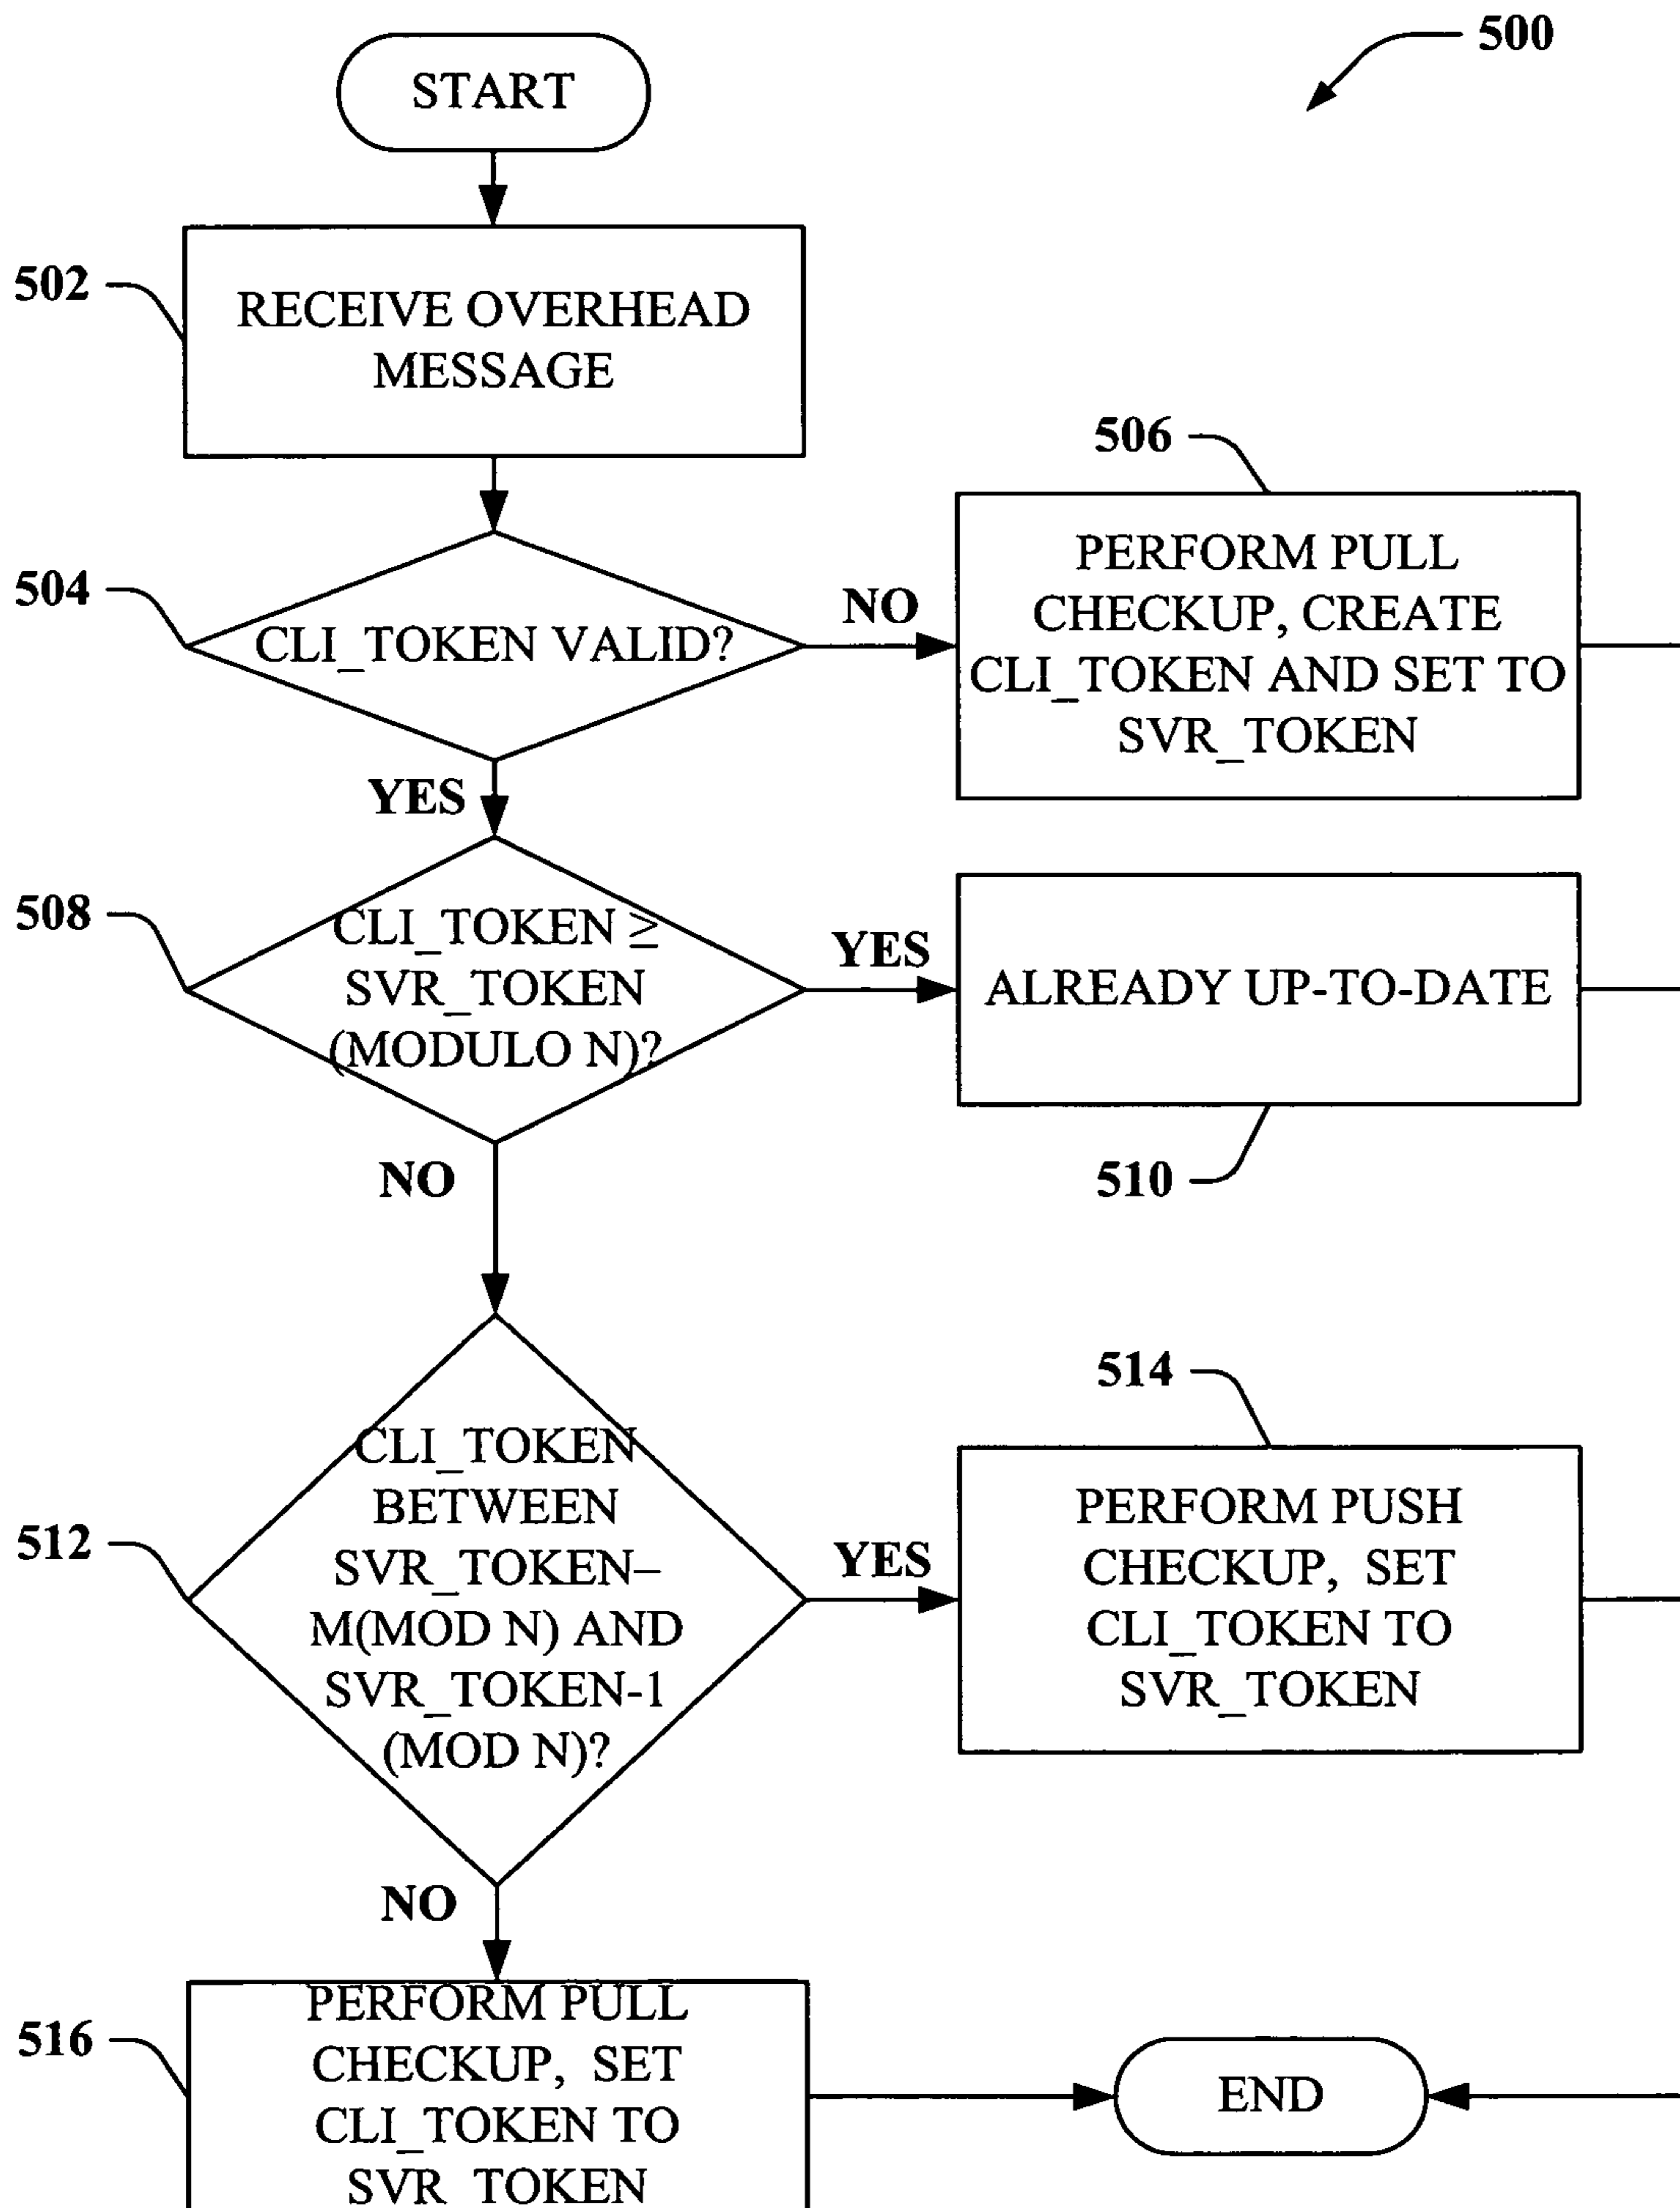 500
START
502
RECEIVE OVERHEAD
MESSAGE
504
CLI_TOKEN VALID?
NO
506
PERFORM PULL
CHECKUP, CREATE
CLI_TOKEN AND SET TO
SVR_TOKEN
YES
508
CLI_TOKEN ≥
SVR_TOKEN
(MODULO N)?
YES
ALREADY UP-TO-DATE
510
NO
512
CLI_TOKEN
BETWEEN
SVR_TOKEN–
M(MOD N) AND
SVR_TOKEN-1
(MOD N)?
YES
514
PERFORM PUSH
CHECKUP, SET
CLI_TOKEN TO
SVR_TOKEN
NO
516
PERFORM PULL
CHECKUP, SET
CLI_TOKEN TO
SVR_TOKEN
END